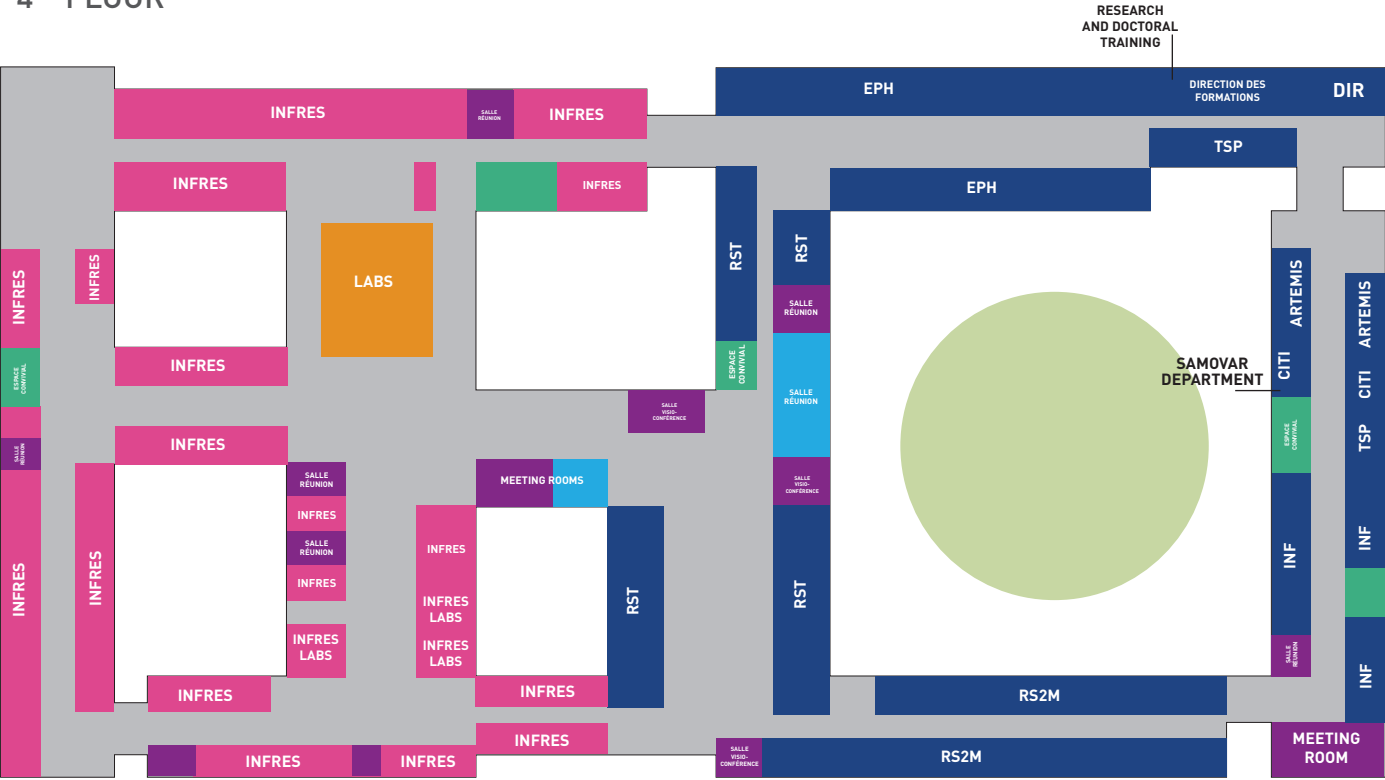 4 FLOOR
RESEARCH
AND DOCTORAL
TRAINING
EPH
DIRECTION DES
FORMATIONS
DIR
INFRES
SALLE
RÉUNION
INFRES
TSP
INFRES
INFRES
EPH
RST
RST
INFRES
INFRES
LABS
ARTEMIS
ARTEMIS
SALLE
RÉUNION
INFRES
ESPACE
CONVIVIAL
ESPACE
CONVIVIAL
CITI
SAMOVAR
DEPARTMENT
CITI
SALLE
RÉUNION
SALLE
VISIO-
CONFÉRENCE
INFRES
SALLE
RÉUNION
ESPACE
CONVIVIAL
TSP
SALLE
RÉUNION
MEETING ROOMS
SALLE
VISIO-
CONFÉRENCE
INFRES
SALLE
RÉUNION
INFRES
INF
INF
INFRES
INFRES
INFRES
INFRES
LABS
RST
RST
INFRES
LABS
INFRES
LABS
SALLE
RÉUNION
INF
INFRES
INFRES
RS2M
INFRES
MEETING
ROOM
INFRES
INFRES
SALLE
VISIO-
CONFÉRENCE
RS2M